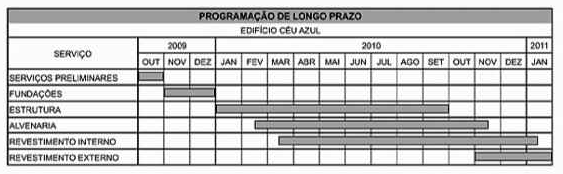 PROGRAMAÇÃO DE LONGO PRAZO
EDIFÍCIO CÉU AZUL
SERVIÇO 2009 2010 2011
OUT NOV DEZ JAN FEV MAR ABR MAI JUN JUL AGO SET OUT NOV DEZ JAN
SERVIÇOS PRELIMINARES
FUNDAÇÕES
ESTRUTURA
ALVENARIA
REVESTIMENTO INTERNO
REVESTIMENTO EXTERNO